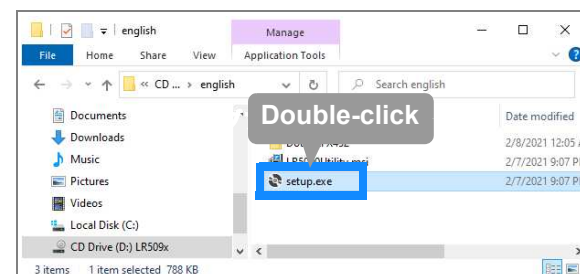 english
Manage
File
Home
Share
View
Application Tools
« CD ... › english
Search english
Double-click
Date modified
Documents
Downloads
Music
Pictures
Videos
Local Disk (C:)
CD Drive (D:) LR509x
2/8/2021 12:05
2/7/2021 9:07
setup.exe
2/7/2021 9:07
3 items
1 item selected 788 KB